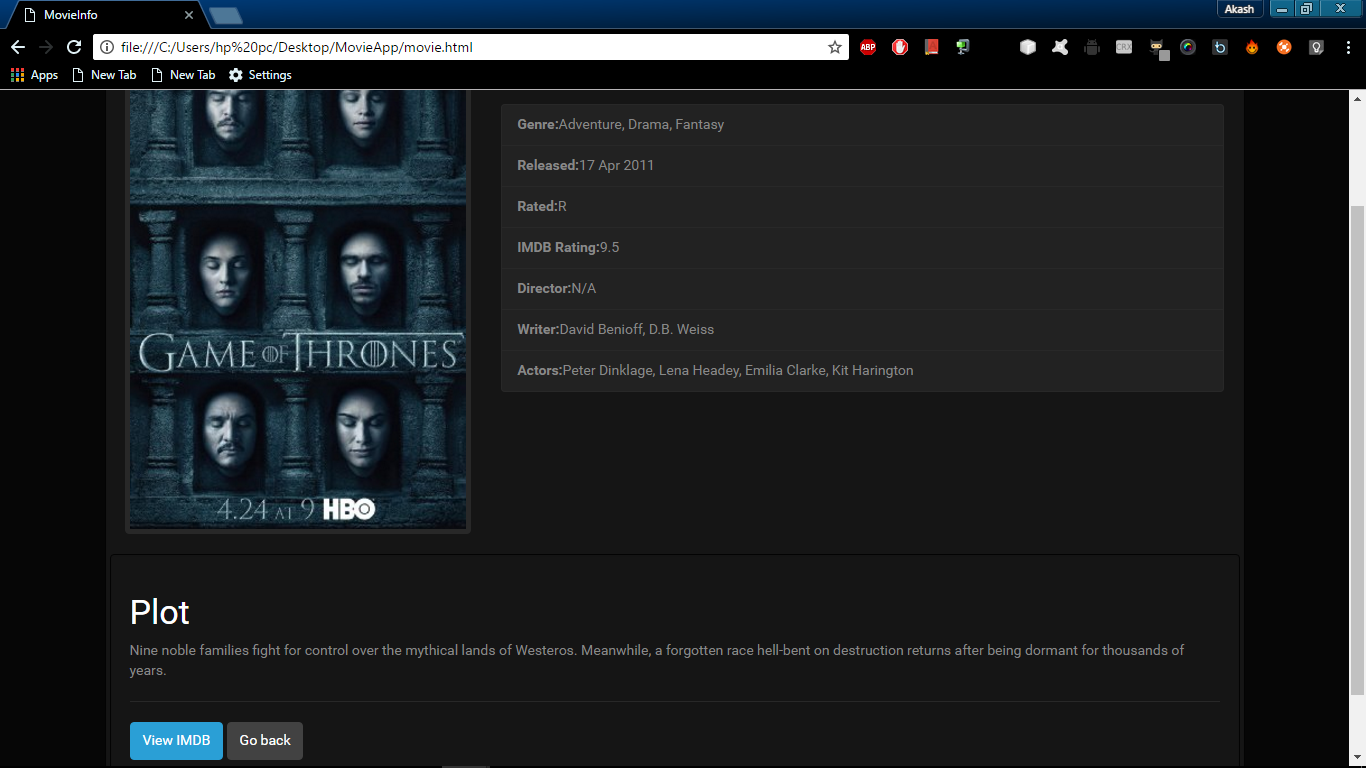 MovieInfo
Akash
file:///C:/Users/hp%20pc/Desktop/MovieApp/movie.html
ABP
CRX
Apps
New Tab
New Tab
Settings
GAME OF THRONES
4.24 AT 9 HBO
Genre:Adventure, Drama, Fantasy
Released:17 Apr 2011
Rated:R
IMDB Rating:9.5
Director:N/A
Writer:David Benioff, D.B. Weiss
Actors:Peter Dinklage, Lena Headey, Emilia Clarke, Kit Harington
Plot
Nine noble families fight for control over the mythical lands of Westeros. Meanwhile, a forgotten race hell-bent on destruction returns after being dormant for thousands of
years.
View IMDB
Go back